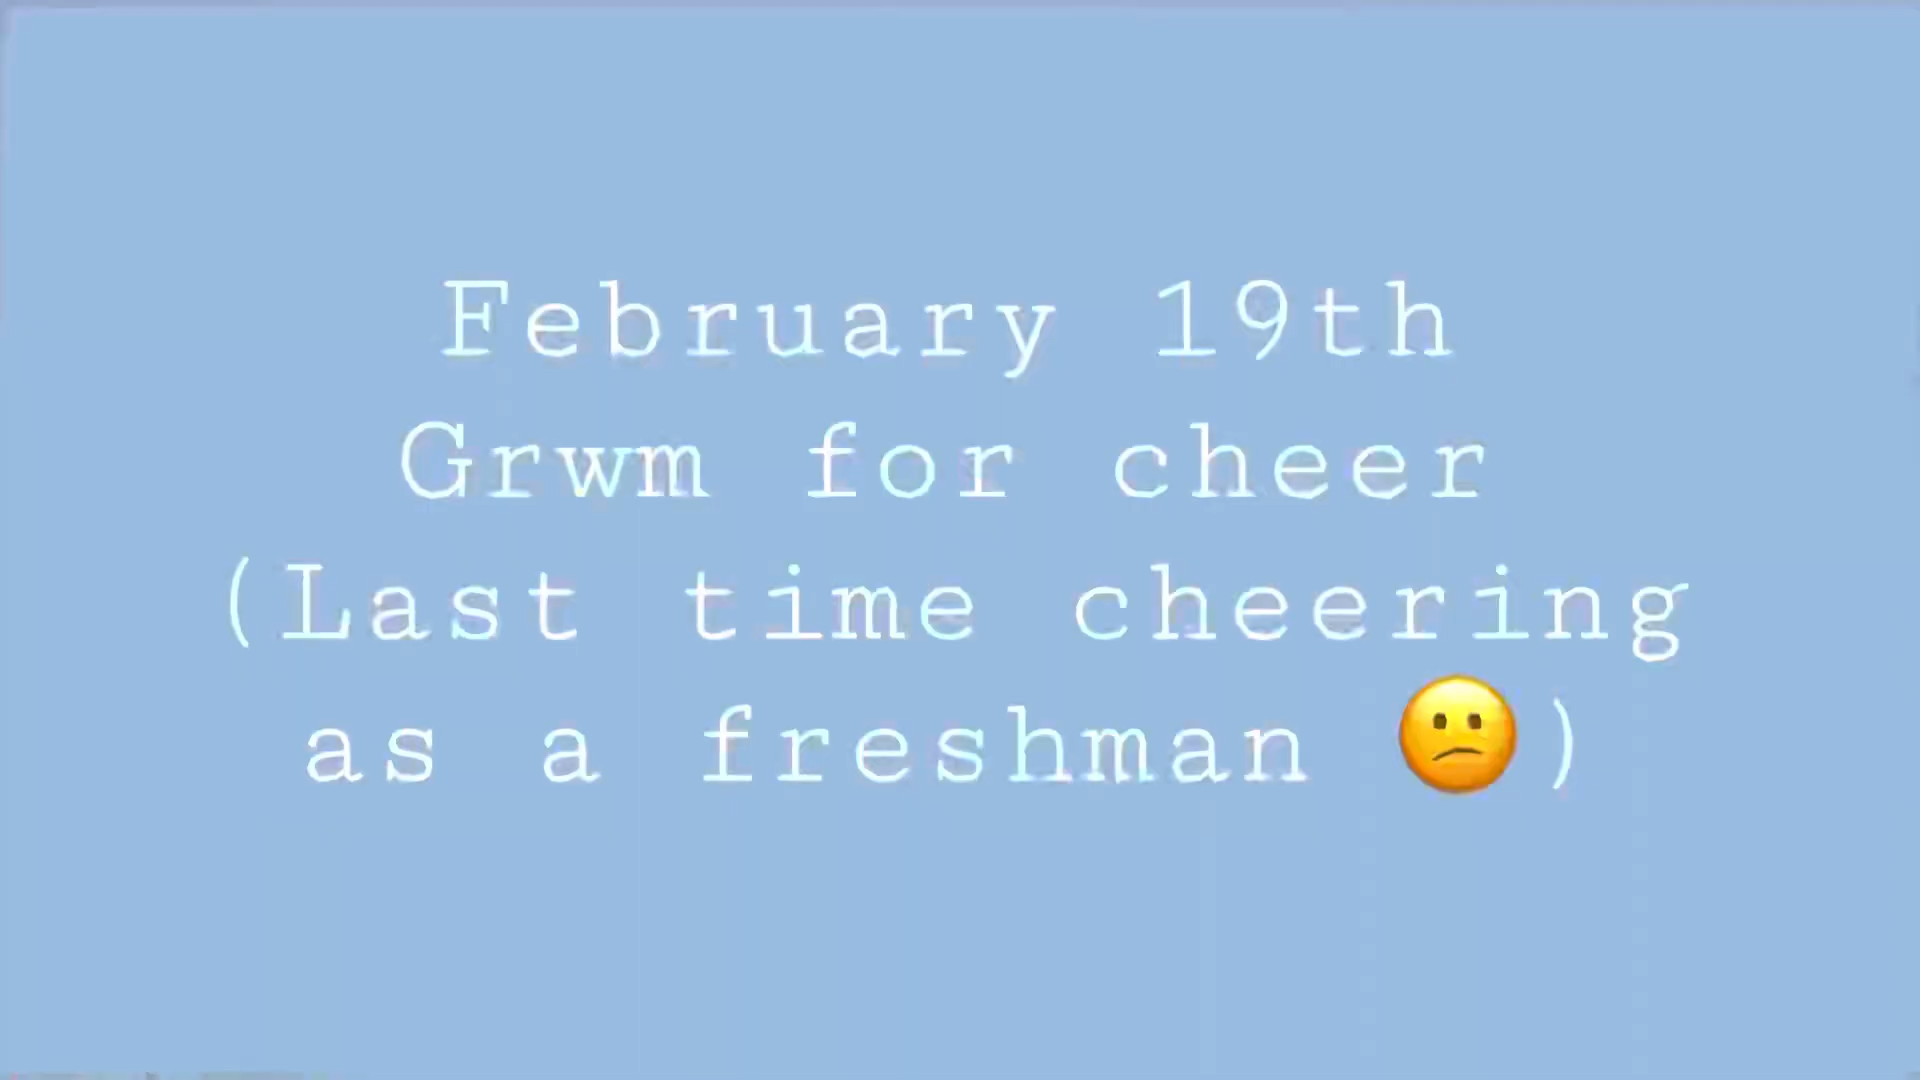 February 19th
Grwm for cheer
(Last time cheering
as a freshman 😕)